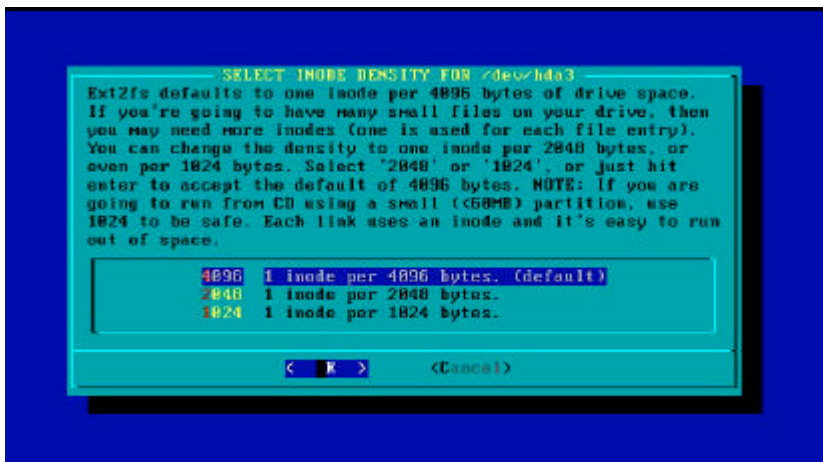 SELECT INODE DENSITY FOR /dev/hda3
Ext2fs defaults to one inode per 4096 bytes of drive space.
If you're going to have many small files on your drive, then
you may need more inodes (one is used for each file entry).
You can change the density to one inode per 2048 bytes, or
even per 1024 bytes. Select '2048' or '1024', or just hit
enter to accept the default of 4096 bytes. NOTE: If you are
going to run from CD using a small (<60MB) partition, use
1024 to be safe. Each link uses an inode and it's easy to run
out of space.
4096 1 inode per 4096 bytes. (default)
2048 1 inode per 2048 bytes.
1024 1 inode per 1024 bytes.
< K > <Cancel>